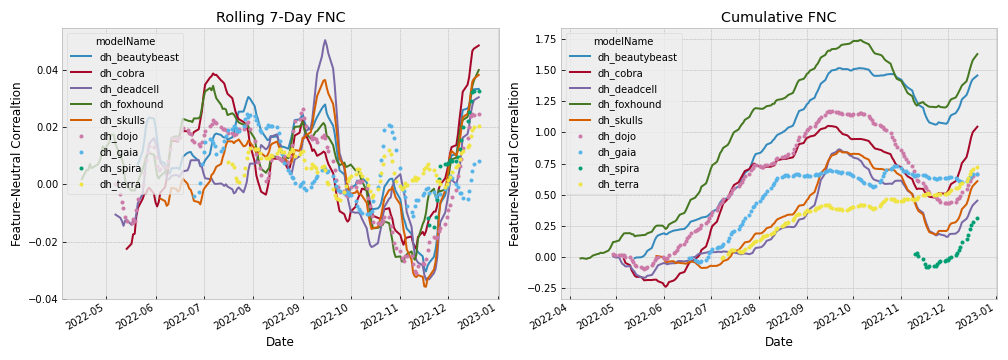 Rolling 7-Day FNC
Feature-Neutral Correaltion
0.04
0.02
0.00
−0.02
−0.04
modelName
dh_beautybeast
dh_cobra
dh_deadcell
dh_foxhound
dh_skulls
dh_dojo
dh_gaia
dh_spira
dh_terra
2022-05
2022-06
2022-07
2022-08
2022-09
2022-10
2022-11
2022-12
2023-01
Date
Cumulative FNC
Feature-Neutral Correaltion
1.75
1.50
1.25
1.00
0.75
0.50
0.25
0.00
−0.25
modelName
dh_beautybeast
dh_cobra
dh_deadcell
dh_foxhound
dh_skulls
dh_dojo
dh_gaia
dh_spira
dh_terra
2022-04
2022-05
2022-06
2022-07
2022-08
2022-09
2022-10
2022-11
2022-12
2023-01
Date